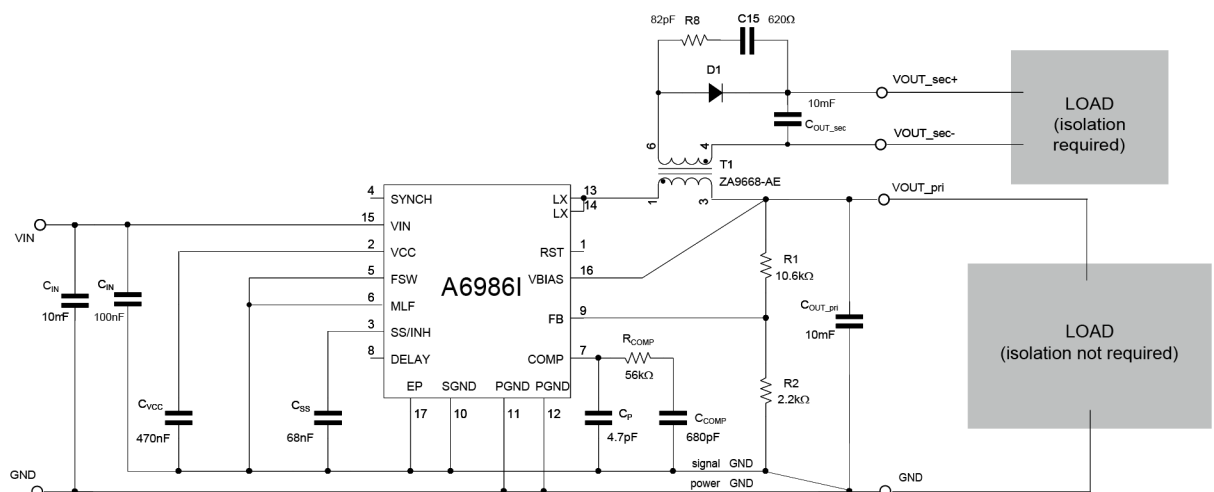 82pF R8 C15 620Ω
D1
10mF
C_OUT_sec
VOUT_sec+
VOUT_sec-
LOAD
(isolation
required)
6 4
T1
ZA9668-AE
1 3
VOUT_pri
4 SYNCH
15 VIN
2 VCC
5 FSW
6 MLF
3 SS/INH
8 DELAY
A6986I
LX 13
LX 14
RST 1
VBIAS 16
FB 9
COMP 7
EP SGND PGND PGND
17 10 11 12
VIN
C_IN
10mF
C_IN
100nF
C_VCC
470nF
C_SS
68nF
R_COMP
56kΩ
C_P
4.7pF
C_COMP
680pF
R1
10.6kΩ
R2
2.2kΩ
C_OUT_pri
10mF
LOAD
(isolation not required)
signal GND
power GND
GND
GND